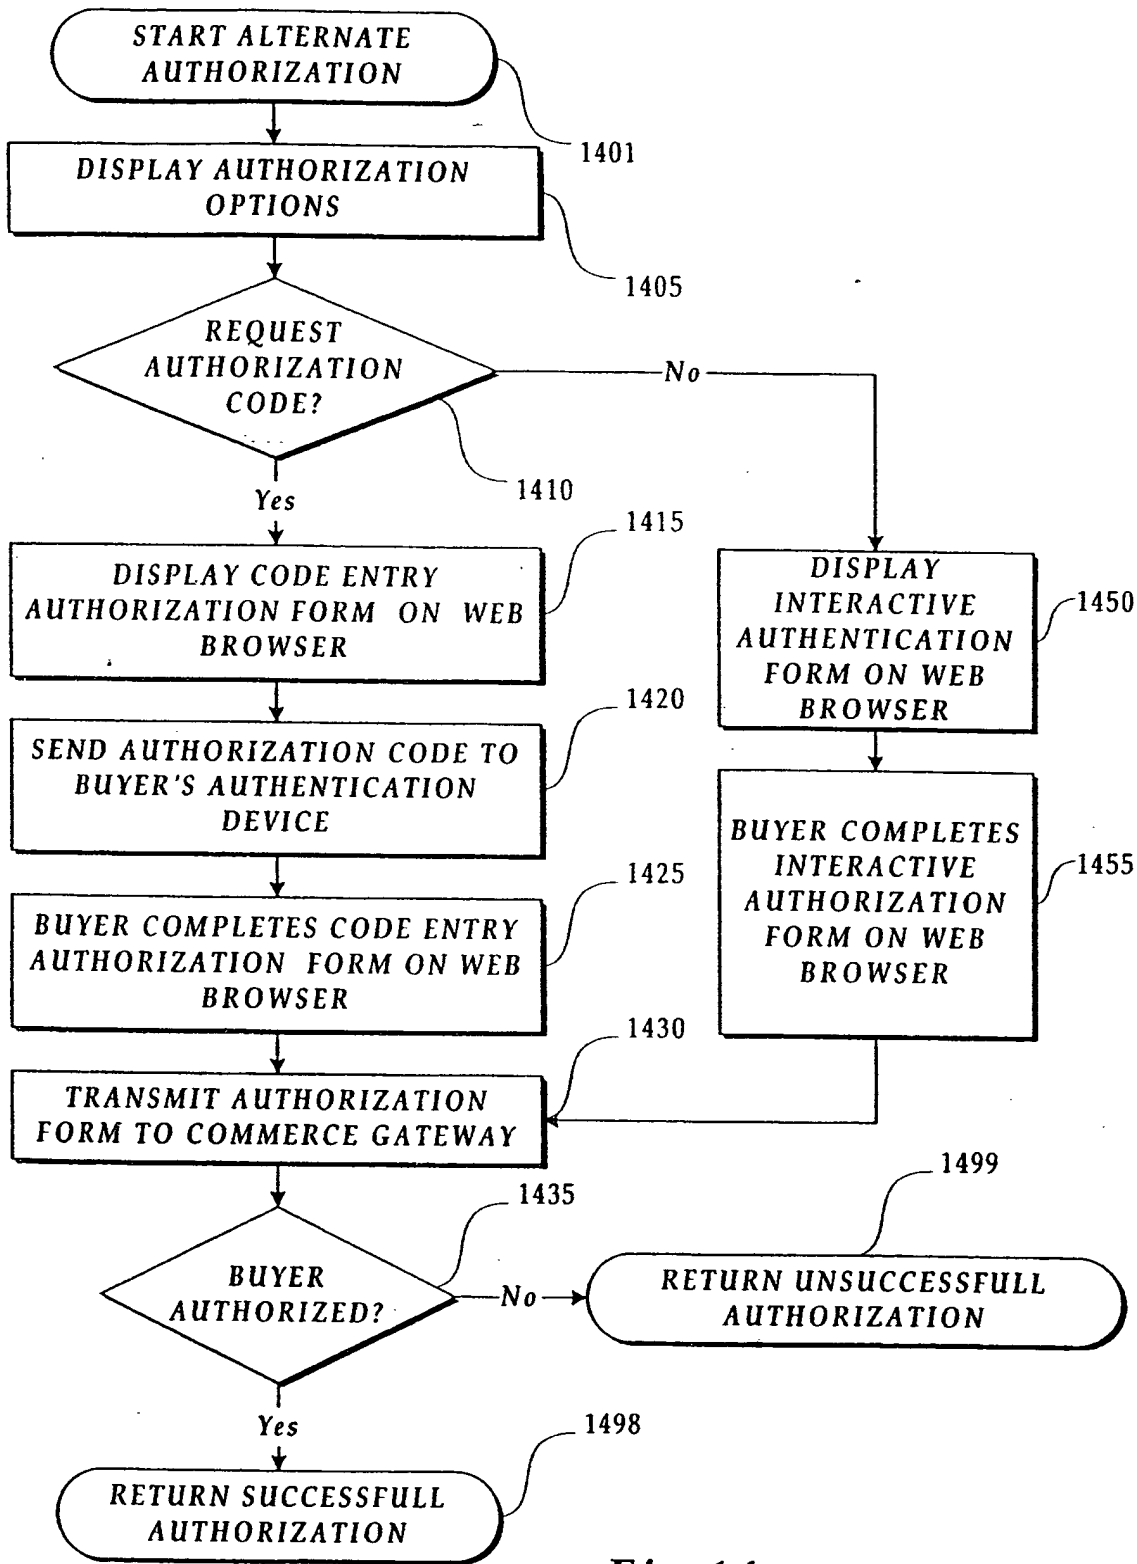 START ALTERNATE
AUTHORIZATION
1401
DISPLAY AUTHORIZATION
OPTIONS
1405
REQUEST
AUTHORIZATION
CODE?
No
1410
Yes
1415
DISPLAY CODE ENTRY
AUTHORIZATION FORM ON WEB
BROWSER
DISPLAY
INTERACTIVE
AUTHENTICATION
FORM ON WEB
BROWSER
1450
1420
SEND AUTHORIZATION CODE TO
BUYER'S AUTHENTICATION
DEVICE
BUYER COMPLETES
INTERACTIVE
AUTHORIZATION
FORM ON WEB
BROWSER
1455
1425
BUYER COMPLETES CODE ENTRY
AUTHORIZATION FORM ON WEB
BROWSER
1430
TRANSMIT AUTHORIZATION
FORM TO COMMERCE GATEWAY
1435
BUYER
AUTHORIZED?
No
1499
RETURN UNSUCCESSFULL
AUTHORIZATION
Yes
1498
RETURN SUCCESSFULL
AUTHORIZATION